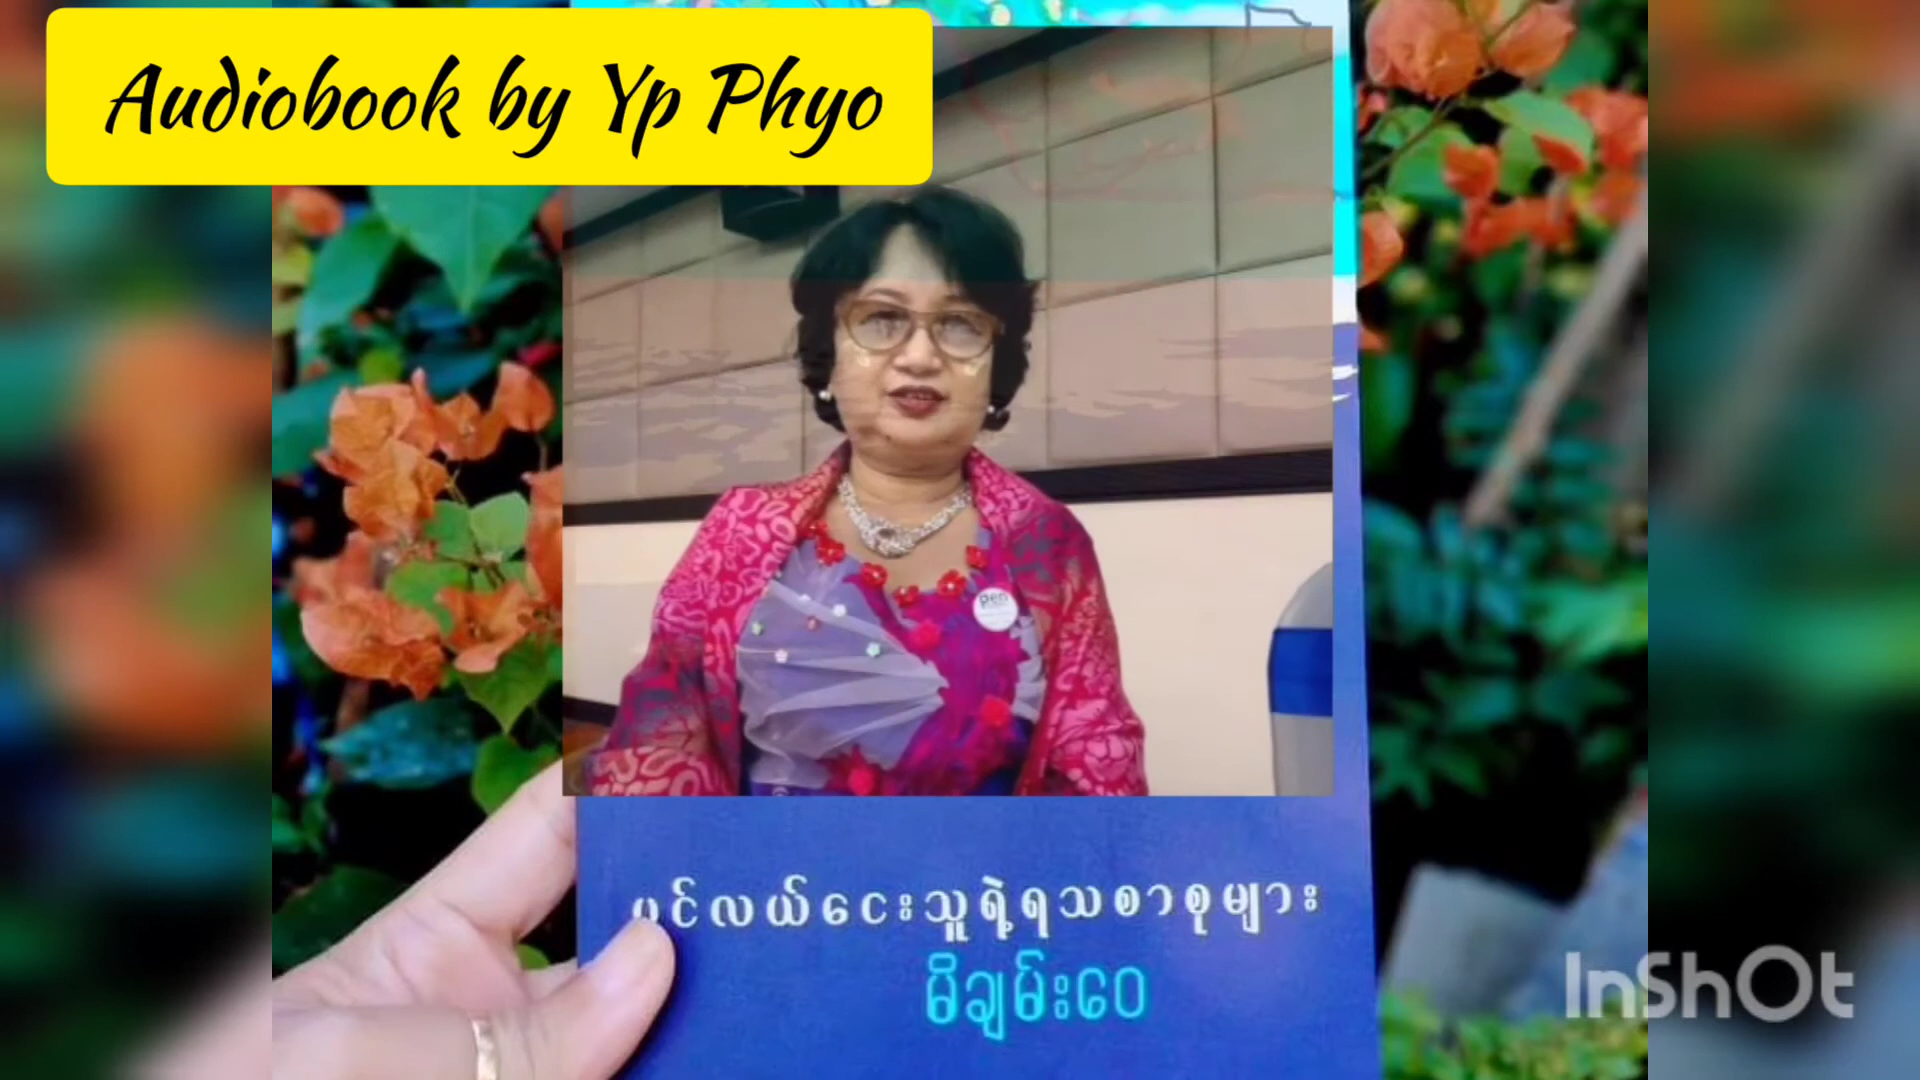 Audiobook by Yp Phyo
pen
ပင်လယ်ငေးသူရဲ့ရသစာစုများ
မိချမ်းဝေ
InShOt